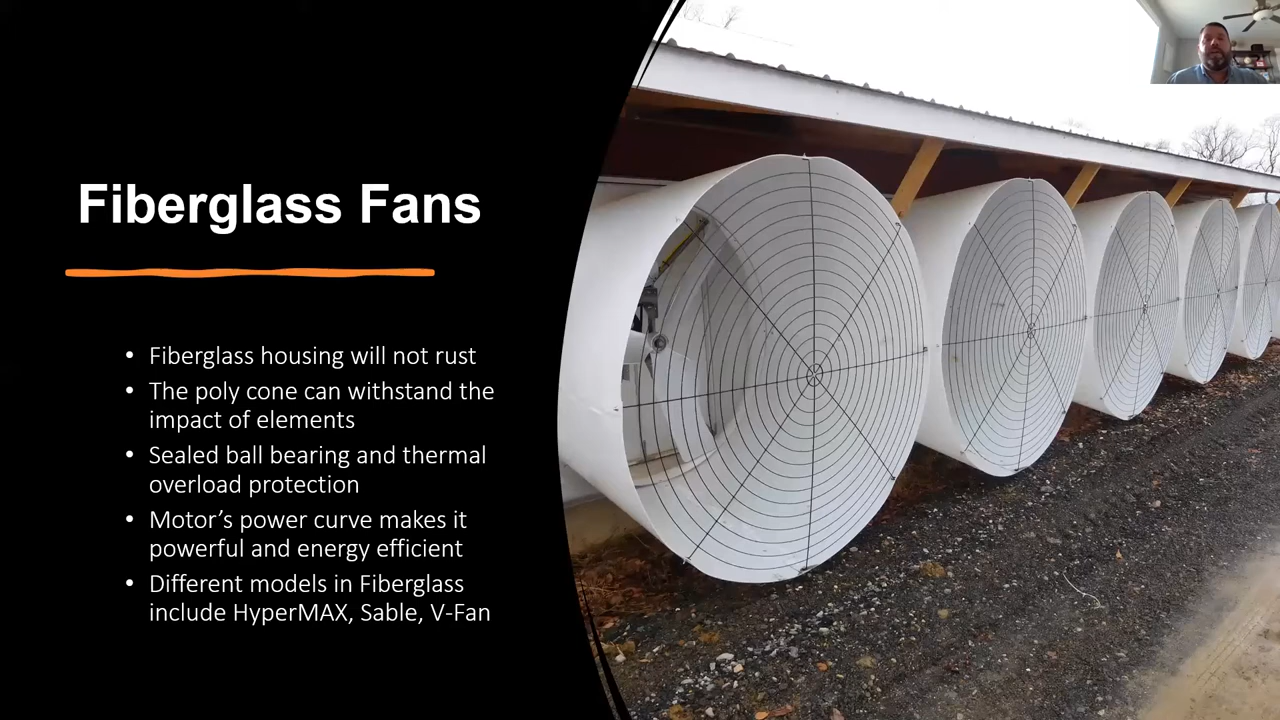 Fiberglass Fans
• Fiberglass housing will not rust
• The poly cone can withstand the
impact of elements
• Sealed ball bearing and thermal
overload protection
• Motor’s power curve makes it
powerful and energy efficient
• Different models in Fiberglass
include HyperMAX, Sable, V-Fan